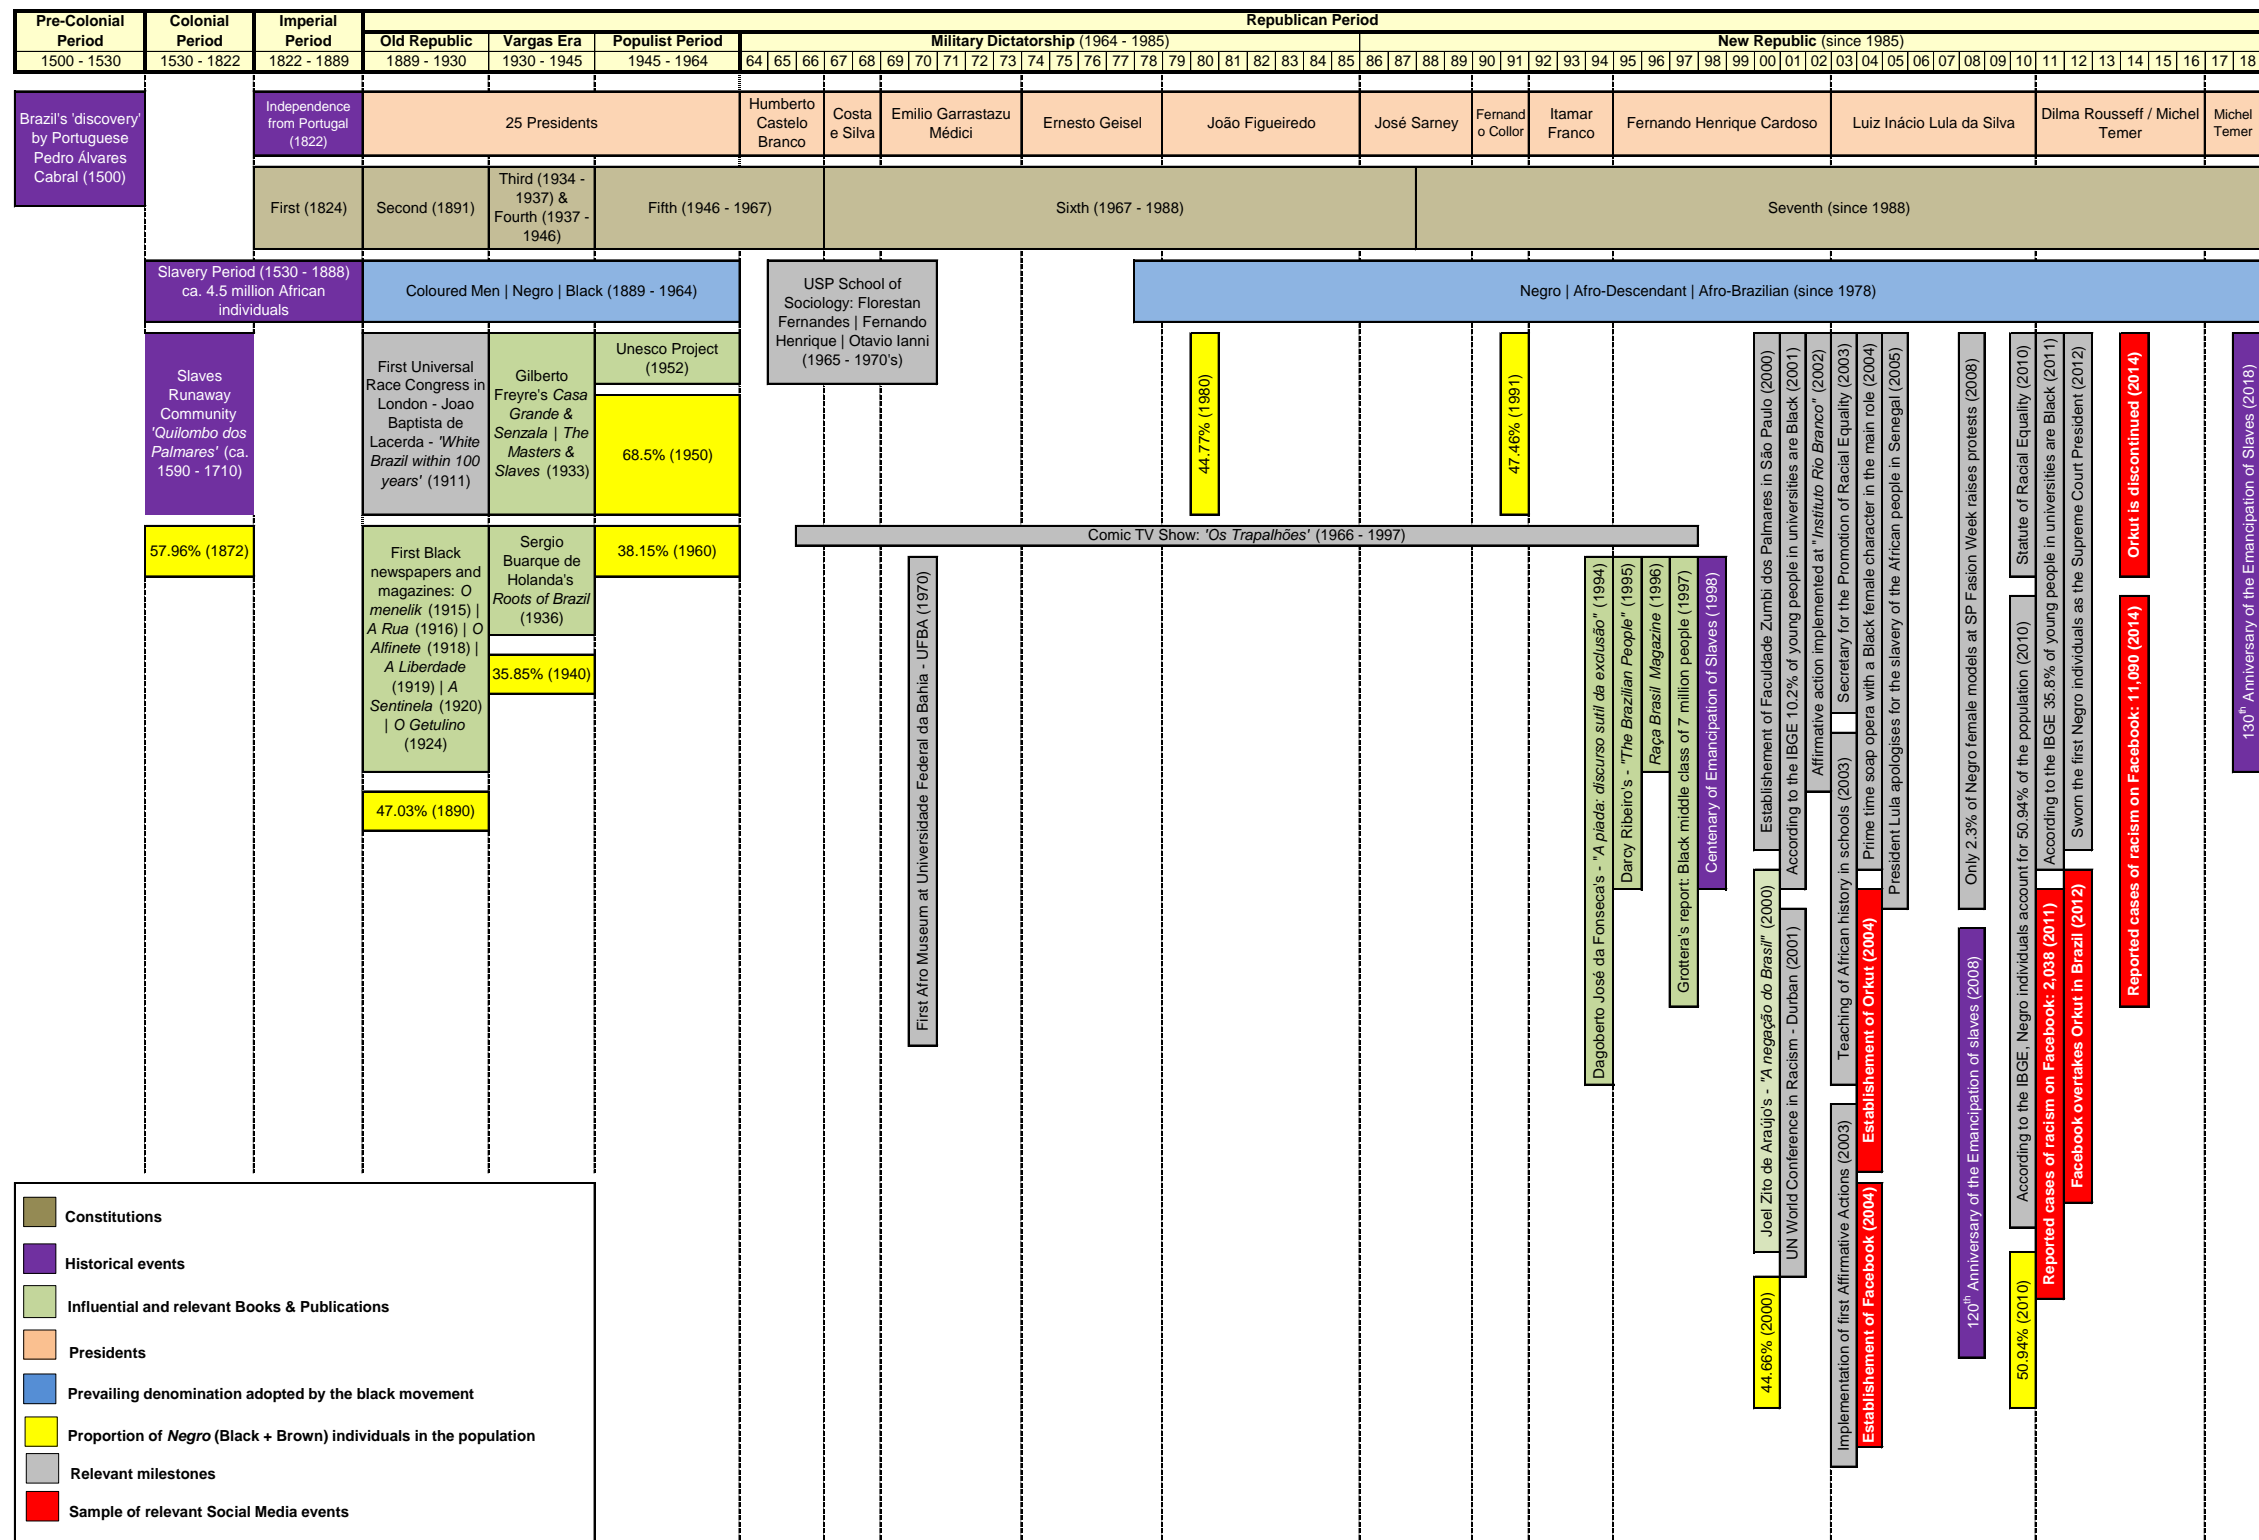 Pre-Colonial Period
Colonial Period
Imperial Period
Republican Period
Old Republic
Vargas Era
Populist Period
Military Dictatorship (1964 - 1985)
New Republic (since 1985)
1500 - 1530
1530 - 1822
1822 - 1889
1889 - 1930
1930 - 1945
1945 - 1964
64 65 66 67 68 69 70 71 72 73 74 75 76 77 78 79 80 81 82 83 84 85 86 87 88 89 90 91 92 93 94 95 96 97 98 99 00 01 02 03 04 05 06 07 08 09 10 11 12 13 14 15 16 17 18
Brazil's 'discovery'
by Portuguese
Pedro Álvares
Cabral (1500)
Independence
from Portugal
(1822)
25 Presidents
Humberto
Castelo
Branco
Costa
e Silva
Emilio Garrastazu
Médici
Ernesto Geisel
João Figueiredo
José Sarney
Fernand
o Collor
Itamar
Franco
Fernando Henrique Cardoso
Luiz Inácio Lula da Silva
Dilma Rousseff / Michel
Temer
Michel
Temer
First (1824)
Second (1891)
Third (1934 -
1937) &
Fourth (1937 -
1946)
Fifth (1946 - 1967)
Sixth (1967 - 1988)
Seventh (since 1988)
Slavery Period (1530 - 1888)
ca. 4.5 million African
individuals
Coloured Men | Negro | Black (1889 - 1964)
USP School of
Sociology: Florestan
Fernandes | Fernando
Henrique | Otavio Ianni
(1965 - 1970's)
Negro | Afro-Descendant | Afro-Brazilian (since 1978)
Slaves
Runaway
Community
'Quilombo dos
Palmares' (ca.
1590 - 1710)
First Universal
Race Congress in
London - Joao
Baptista de
Lacerda - 'White
Brazil within 100
years' (1911)
Gilberto
Freyre's Casa
Grande &
Senzala | The
Masters &
Slaves (1933)
Unesco Project
(1952)
68.5% (1950)
44.77% (1980)
47.46% (1991)
57.96% (1872)
First Black
newspapers and
magazines: O
menelik (1915) |
A Rua (1916) | O
Alfinete (1918) |
A Liberdade
(1919) | A
Sentinela (1920)
| O Getulino
(1924)
Sergio
Buarque de
Holanda's
Roots of Brazil
(1936)
38.15% (1960)
35.85% (1940)
47.03% (1890)
Comic TV Show: 'Os Trapalhões' (1966 - 1997)
First Afro Museum at Universidade Federal da Bahia - UFBA (1970)
Dagoberto José da Fonseca's - "A piada: discurso sutil da exclusão" (1994)
Darcy Ribeiro's - "The Brazilian People" (1995)
Raça Brasil Magazine (1996)
Grottera's report: Black middle class of 7 million people (1997)
Centenary of Emancipation of Slaves (1998)
Establishement of Faculdade Zumbi dos Palmares in São Paulo (2000)
Joel Zito de Araújo's - "A negação do Brasil" (2000)
44.66% (2000)
According to the IBGE 10.2% of young people in universities are Black (2001)
UN World Conference in Racism - Durban (2001)
Affirmative action implemented at "Instituto Rio Branco" (2002)
Secretary for the Promotion of Racial Equality (2003)
Teaching of African history in schools (2003)
Implementation of first Affirmative Actions (2003)
Prime time soap opera with a Black female character in the main role (2004)
Establishement of Orkut (2004)
Establishement of Facebook (2004)
President Lula apologises for the slavery of the African people in Senegal (2005)
Only 2.3% of Negro female models at SP Fasion Week raises protests (2008)
120th Anniversary of the Emancipation of slaves (2008)
Statute of Racial Equality (2010)
According to the IBGE, Negro individuals account for 50.94% of the population (2010)
50.94% (2010)
According to the IBGE 35.8% of young people in universities are Black (2011)
Reported cases of racism on Facebook: 2,038 (2011)
Sworn the first Negro individuals as the Supreme Court President (2012)
Facebook overtakes Orkut in Brazil (2012)
Orkut is discontinued (2014)
Reported cases of racism on Facebook: 11,090 (2014)
130th Anniversary of the Emancipation of Slaves (2018)
Constitutions
Historical events
Influential and relevant Books & Publications
Presidents
Prevailing denomination adopted by the black movement
Proportion of Negro (Black + Brown) individuals in the population
Relevant milestones
Sample of relevant Social Media events